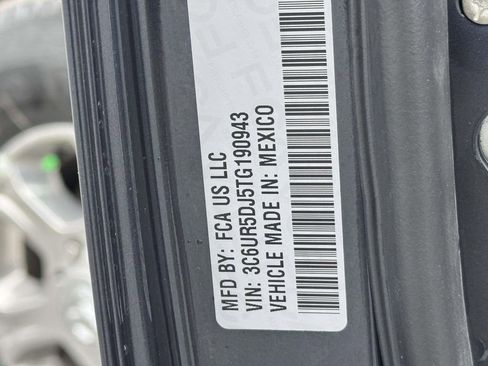 MFD BY: FCA US LLC
VIN: 3C6UR5DJ5TG190943
VEHICLE MADE IN: MEXICO